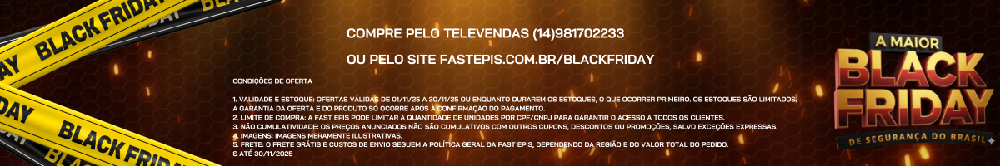 BLACK FRIDAY
COMPRE PELO TELEVENDAS (14)981702233
OU PELO SITE FASTEPIS.COM.BR/BLACKFRIDAY
CONDIÇÕES DE OFERTA
1. VALIDADE E ESTOQUE: OFERTAS VÁLIDAS DE 01/11/25 A 30/11/25 OU ENQUANTO DURAREM OS ESTOQUES, O QUE OCORRER PRIMEIRO. OS ESTOQUES SÃO LIMITADOS.
A GARANTIA DA OFERTA E DO PRODUTO SÓ OCORRE APÓS A CONFIRMAÇÃO DO PAGAMENTO.
2. LIMITE DE COMPRA: A FAST EPIS PODE LIMITAR A QUANTIDADE DE UNIDADES POR CPF/CNPJ PARA GARANTIR O ACESSO A TODOS OS CLIENTES.
3. NÃO CUMULATIVIDADE: OS PREÇOS ANUNCIADOS NÃO SÃO CUMULATIVOS COM OUTROS CUPONS, DESCONTOS OU PROMOÇÕES, SALVO EXCEÇÕES EXPRESSAS.
4. IMAGENS: IMAGENS MERAMENTE ILUSTRATIVAS.
5. FRETE: O FRETE GRÁTIS E CUSTOS DE ENVIO SEGUEM A POLÍTICA GERAL DA FAST EPIS, DEPENDENDO DA REGIÃO E DO VALOR TOTAL DO PEDIDO.
S ATÉ 30/11/2025
A MAIOR
BLACK
FRIDAY
DE SEGURANÇA DO BRASIL
DAY
BLACK FRIDAY